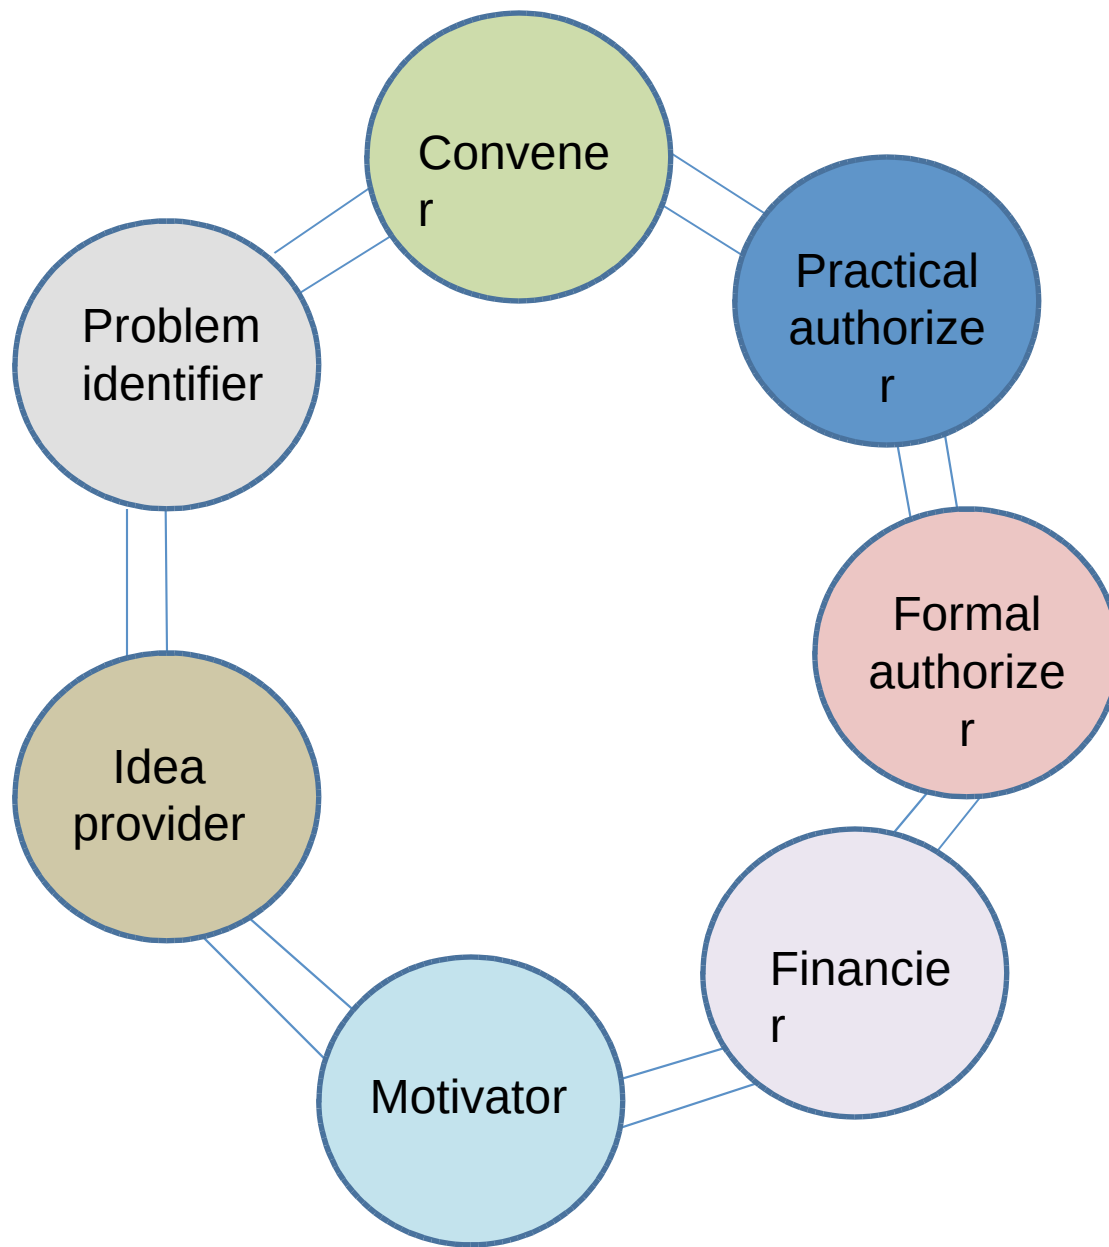 Convene
r
Practical
authorize
r
Problem
identifier
Formal
authorize
r
Idea
provider
Financie
r
Motivator